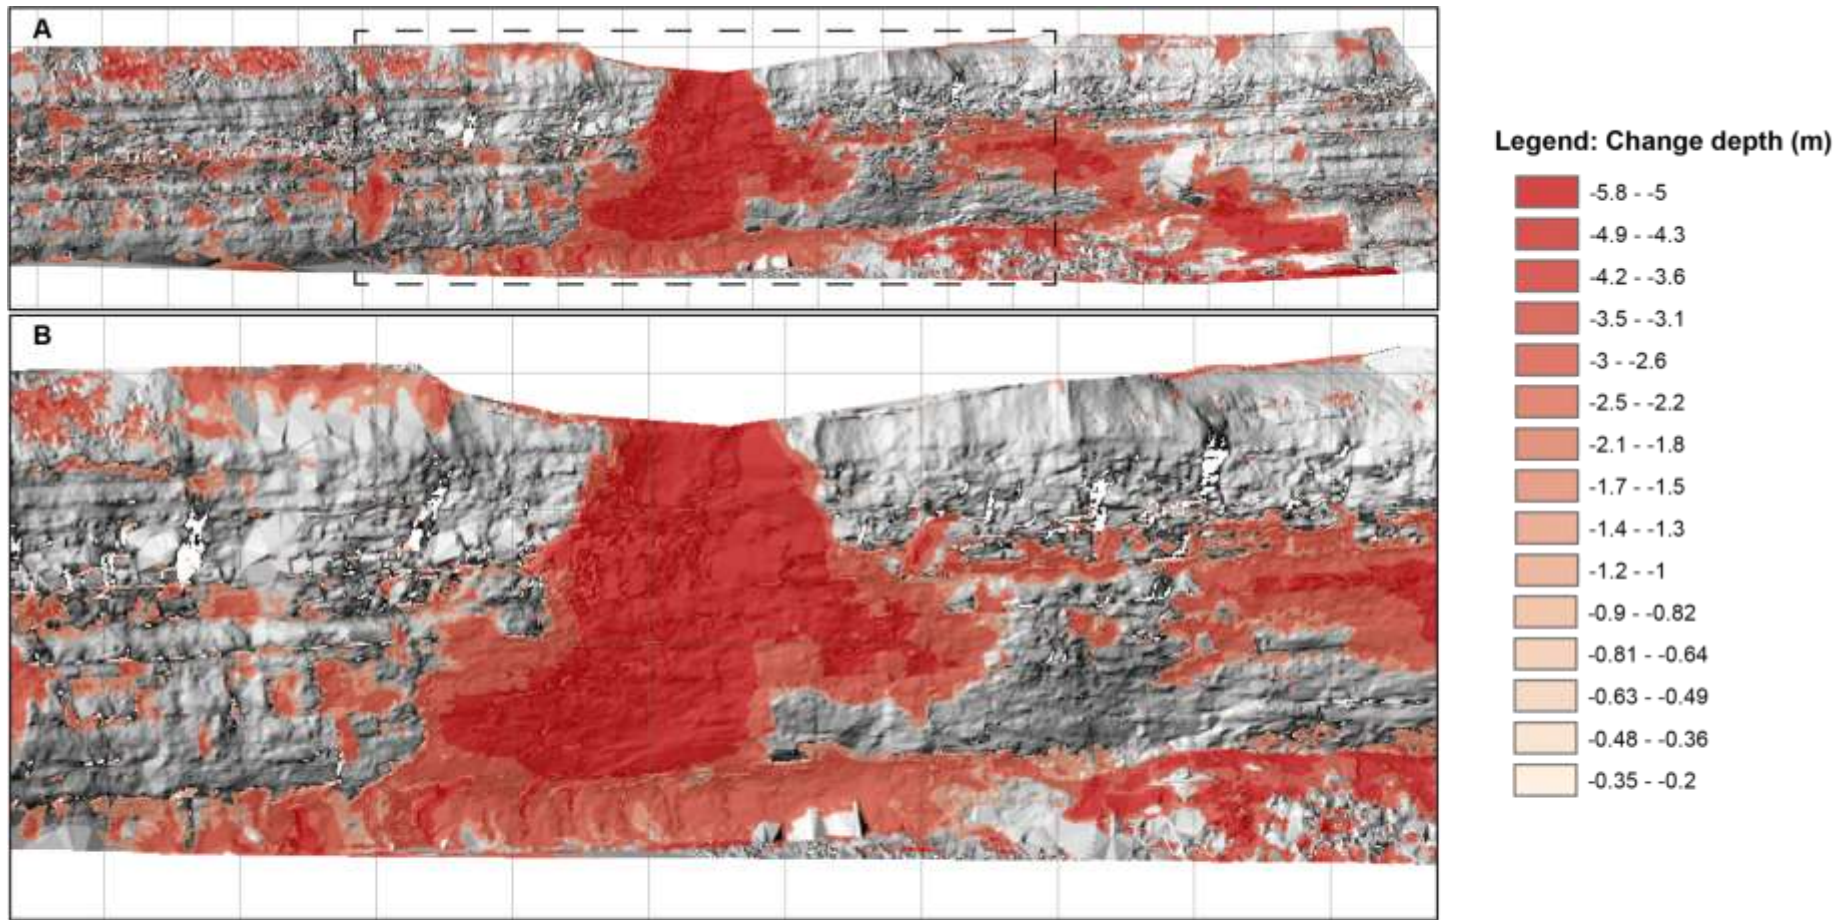 A
B
Legend: Change depth (m)
-5.8 - -5
-4.9 - -4.3
-4.2 - -3.6
-3.5 - -3.1
-3 - -2.6
-2.5 - -2.2
-2.1 - -1.8
-1.7 - -1.5
-1.4 - -1.3
-1.2 - -1
-0.9 - -0.82
-0.81 - -0.64
-0.63 - -0.49
-0.48 - -0.36
-0.35 - -0.2